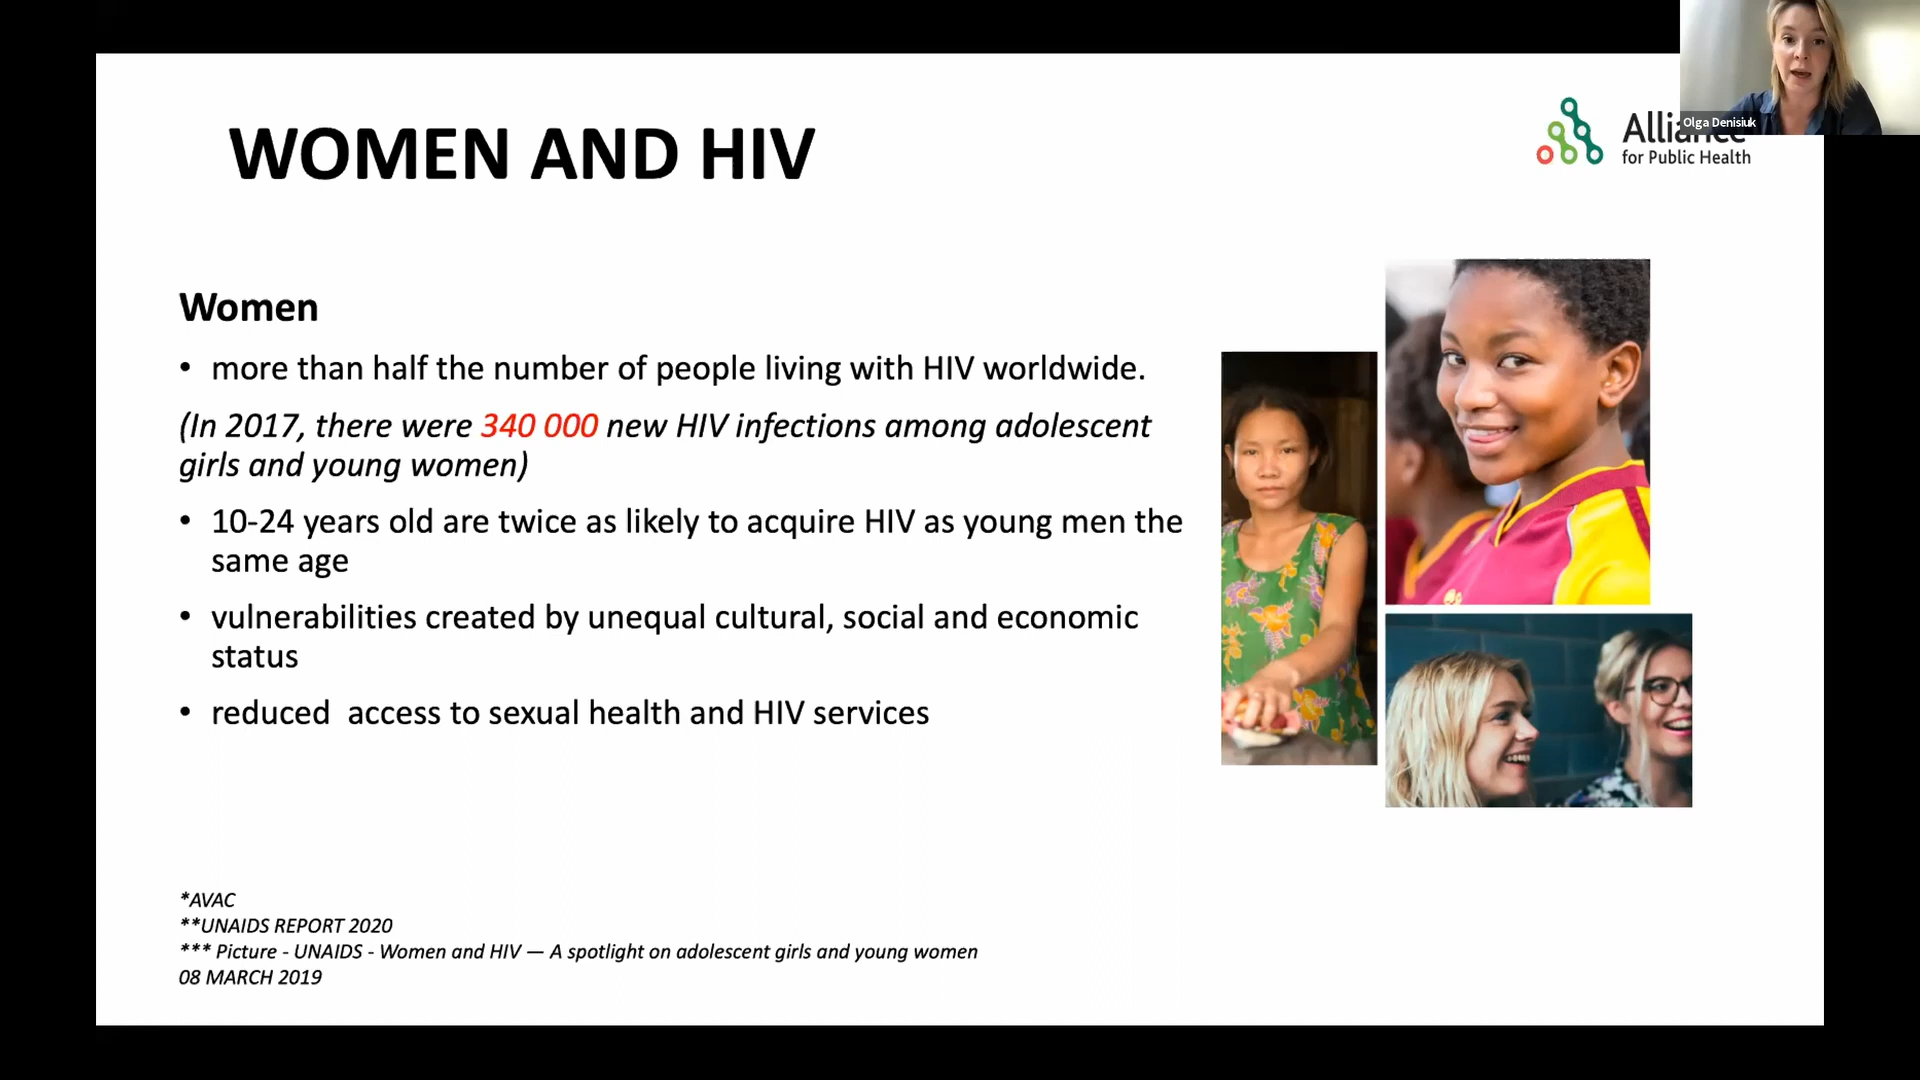 Olga Denisiuk
Alliance
for Public Health
WOMEN AND HIV
Women
• more than half the number of people living with HIV worldwide.
(In 2017, there were 340 000 new HIV infections among adolescent
girls and young women)
• 10-24 years old are twice as likely to acquire HIV as young men the
same age
• vulnerabilities created by unequal cultural, social and economic
status
• reduced  access to sexual health and HIV services
*AVAC
**UNAIDS REPORT 2020
*** Picture - UNAIDS - Women and HIV — A spotlight on adolescent girls and young women
08 MARCH 2019